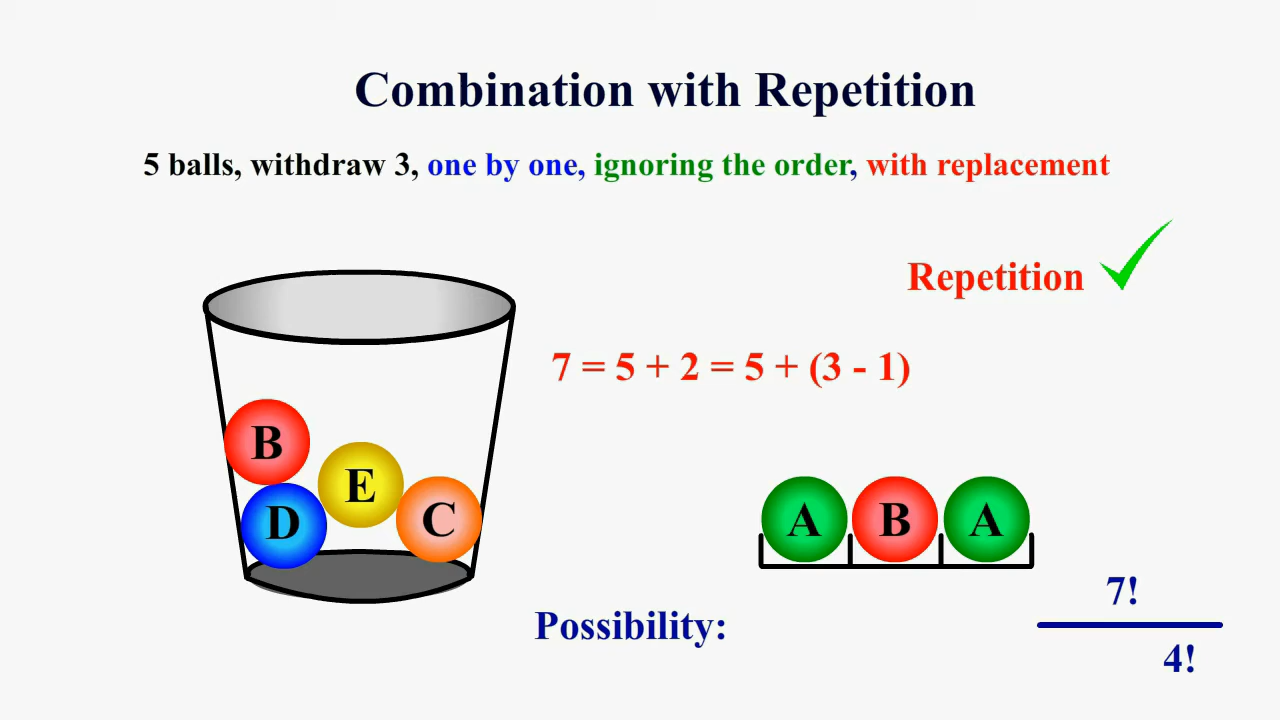 Combination with Repetition
5 balls, withdraw 3, one by one, ignoring the order, with replacement
Repetition
7 = 5 + 2 = 5 + (3 - 1)
B
E
D
C
A B A
Possibility:
7!
4!